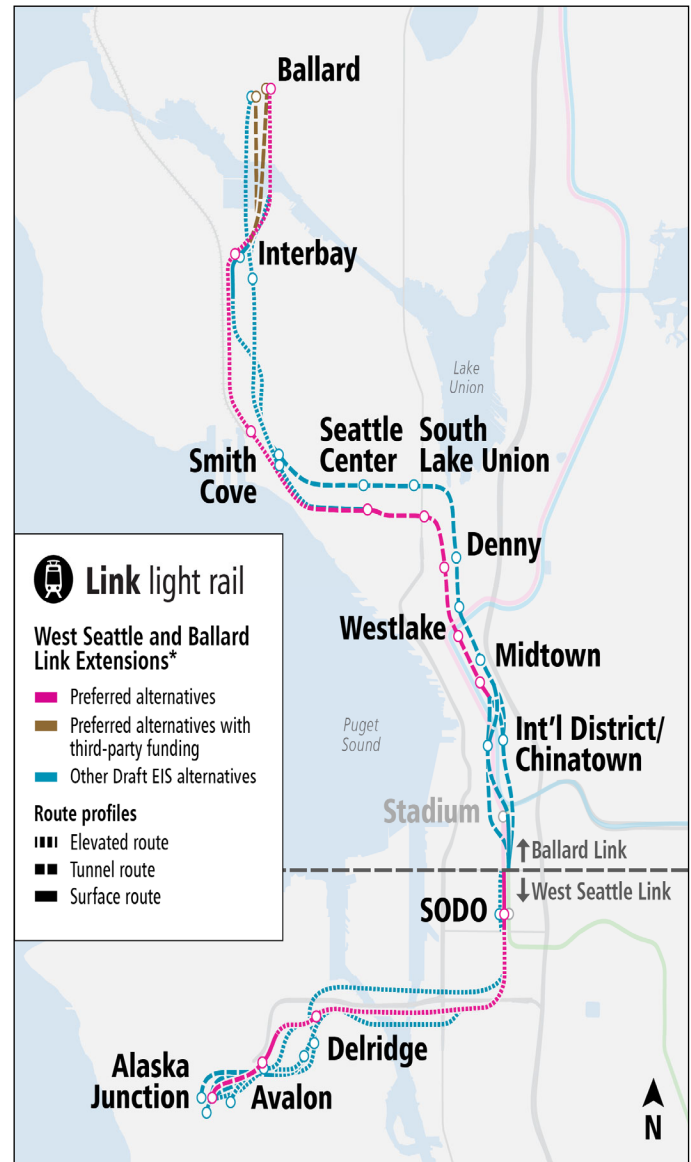 Ballard
Interbay
Lake
Union
Seattle
Center
South
Lake Union
Smith
Cove
Denny
Link light rail
West Seattle and Ballard
Link Extensions*
Preferred alternatives
Preferred alternatives with
third-party funding
Other Draft EIS alternatives
Route profiles
Elevated route
Tunnel route
Surface route
Westlake
Midtown
Puget
Sound
Int'l District/
Chinatown
Stadium
Ballard Link
West Seattle Link
SODO
Delridge
Alaska
Junction
Avalon
N